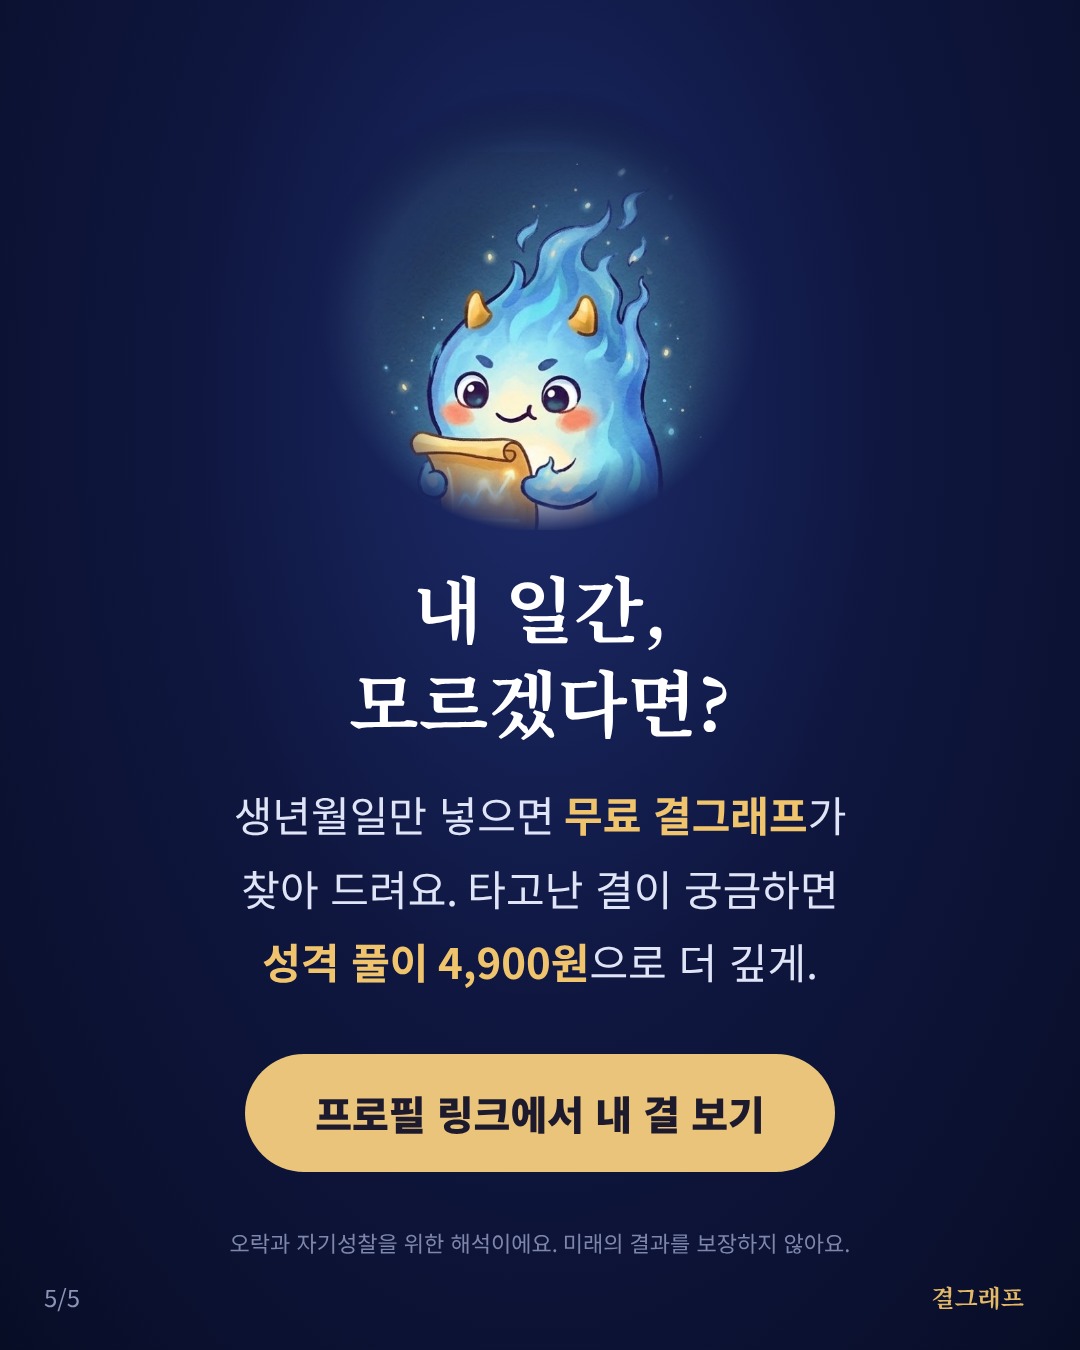 내 일간,
모르겠다면?
생년월일만 넣으면 무료 결그래프가
찾아 드려요. 타고난 결이 궁금하면
성격 풀이 4,900원으로 더 깊게.
프로필 링크에서 내 결 보기
오락과 자기성찰을 위한 해석이에요. 미래의 결과를 보장하지 않아요.
5/5
결그래프